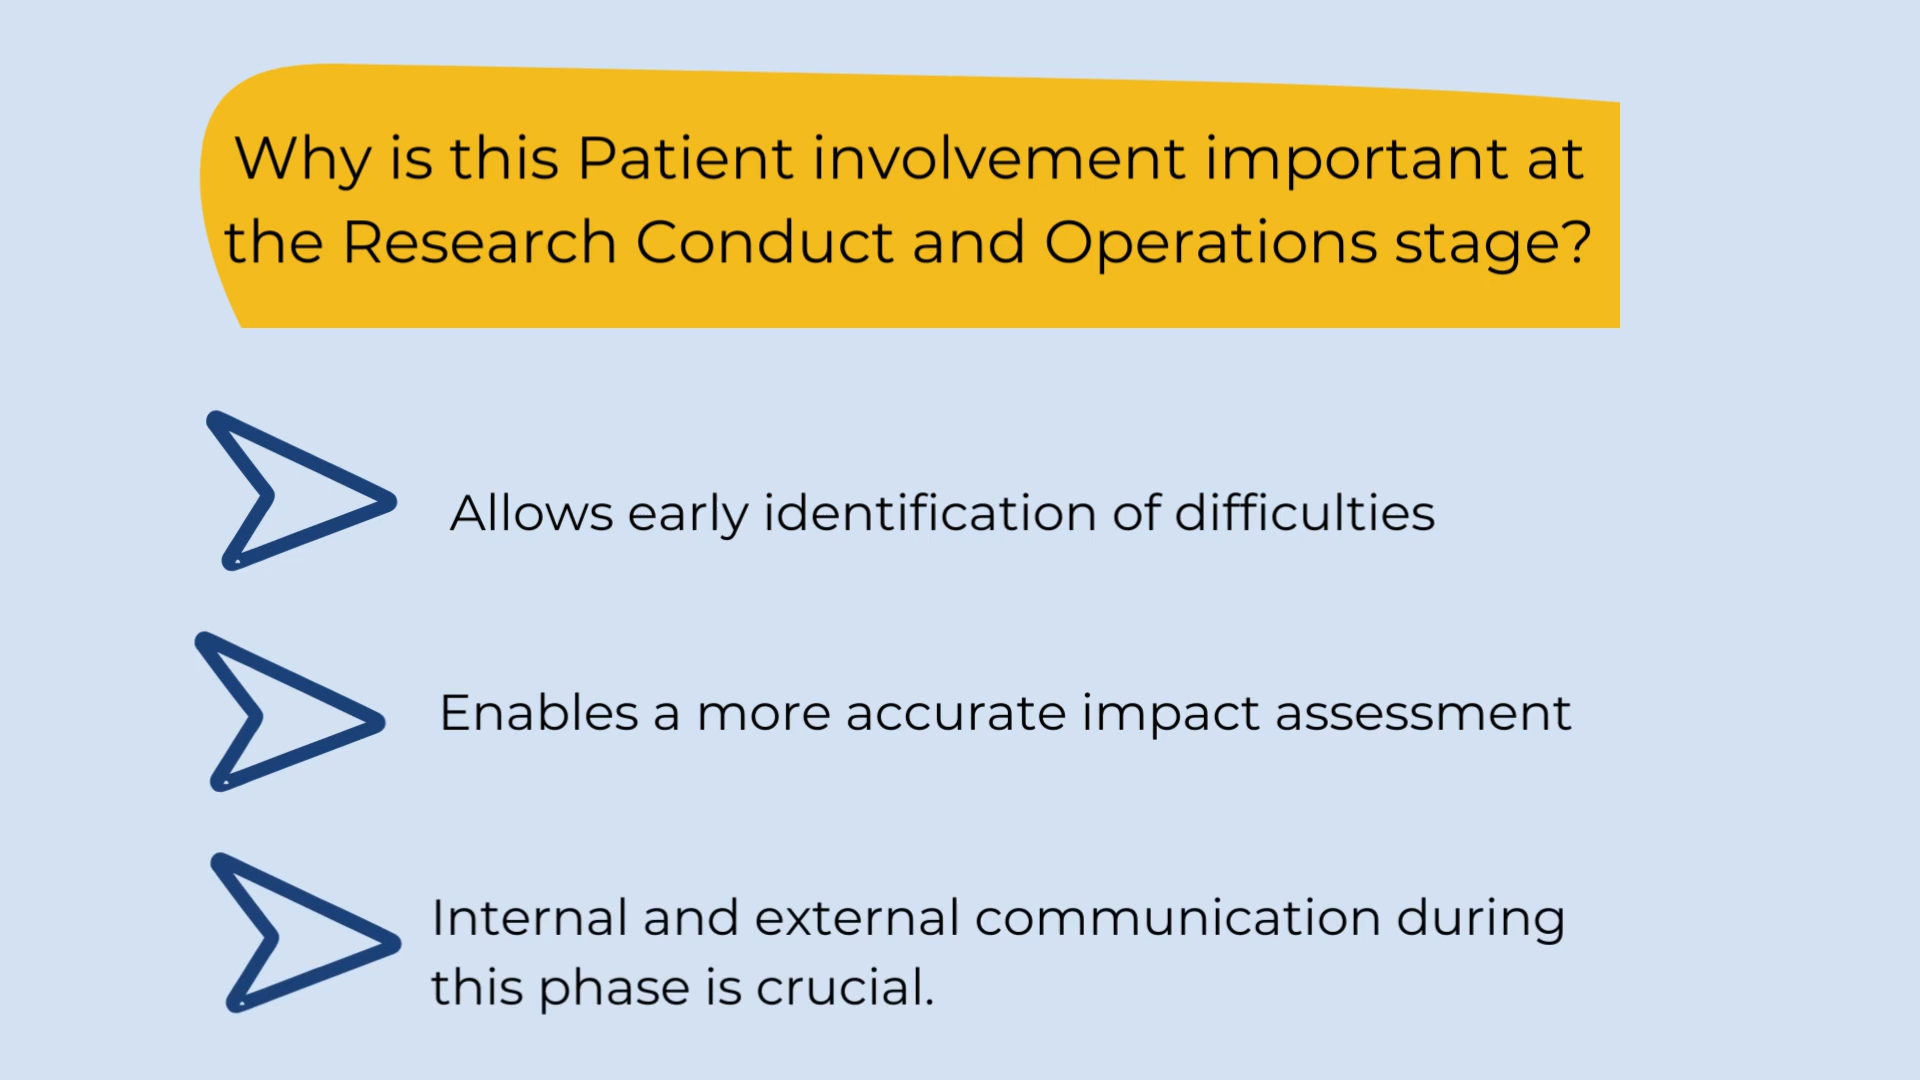 Why is this Patient involvement important at
the Research Conduct and Operations stage?
Allows early identification of difficulties
Enables a more accurate impact assessment
Internal and external communication during
this phase is crucial.